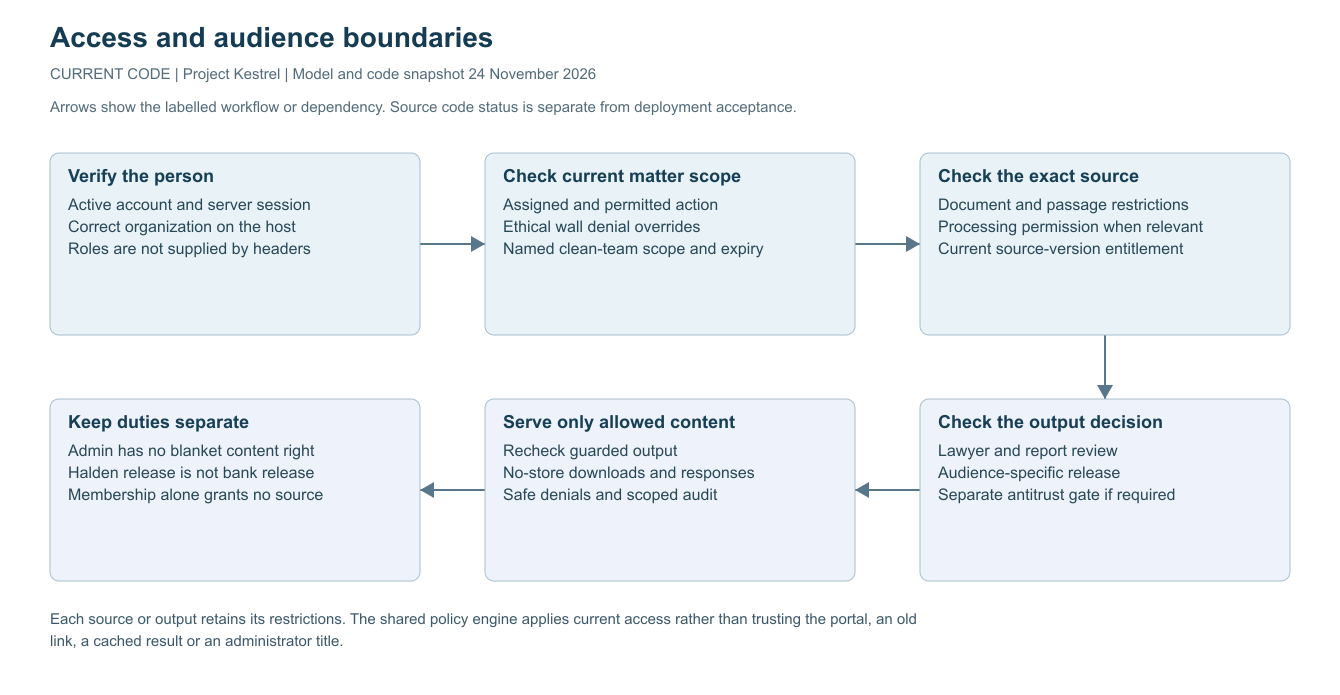 Access and audience boundaries
CURRENT CODE | Project Kestrel | Model and code snapshot 24 November 2026
Arrows show the labelled workflow or dependency. Source code status is separate from deployment acceptance.
Verify the person
Active account and server session
Correct organization on the host
Roles are not supplied by headers
Check current matter scope
Assigned and permitted action
Ethical wall denial overrides
Named clean-team scope and expiry
Check the exact source
Document and passage restrictions
Processing permission when relevant
Current source-version entitlement
Check the output decision
Lawyer and report review
Audience-specific release
Separate antitrust gate if required
Serve only allowed content
Recheck guarded output
No-store downloads and responses
Safe denials and scoped audit
Keep duties separate
Admin has no blanket content right
Halden release is not bank release
Membership alone grants no source
Each source or output retains its restrictions. The shared policy engine applies current access rather than trusting the portal, an old
link, a cached result or an administrator title.